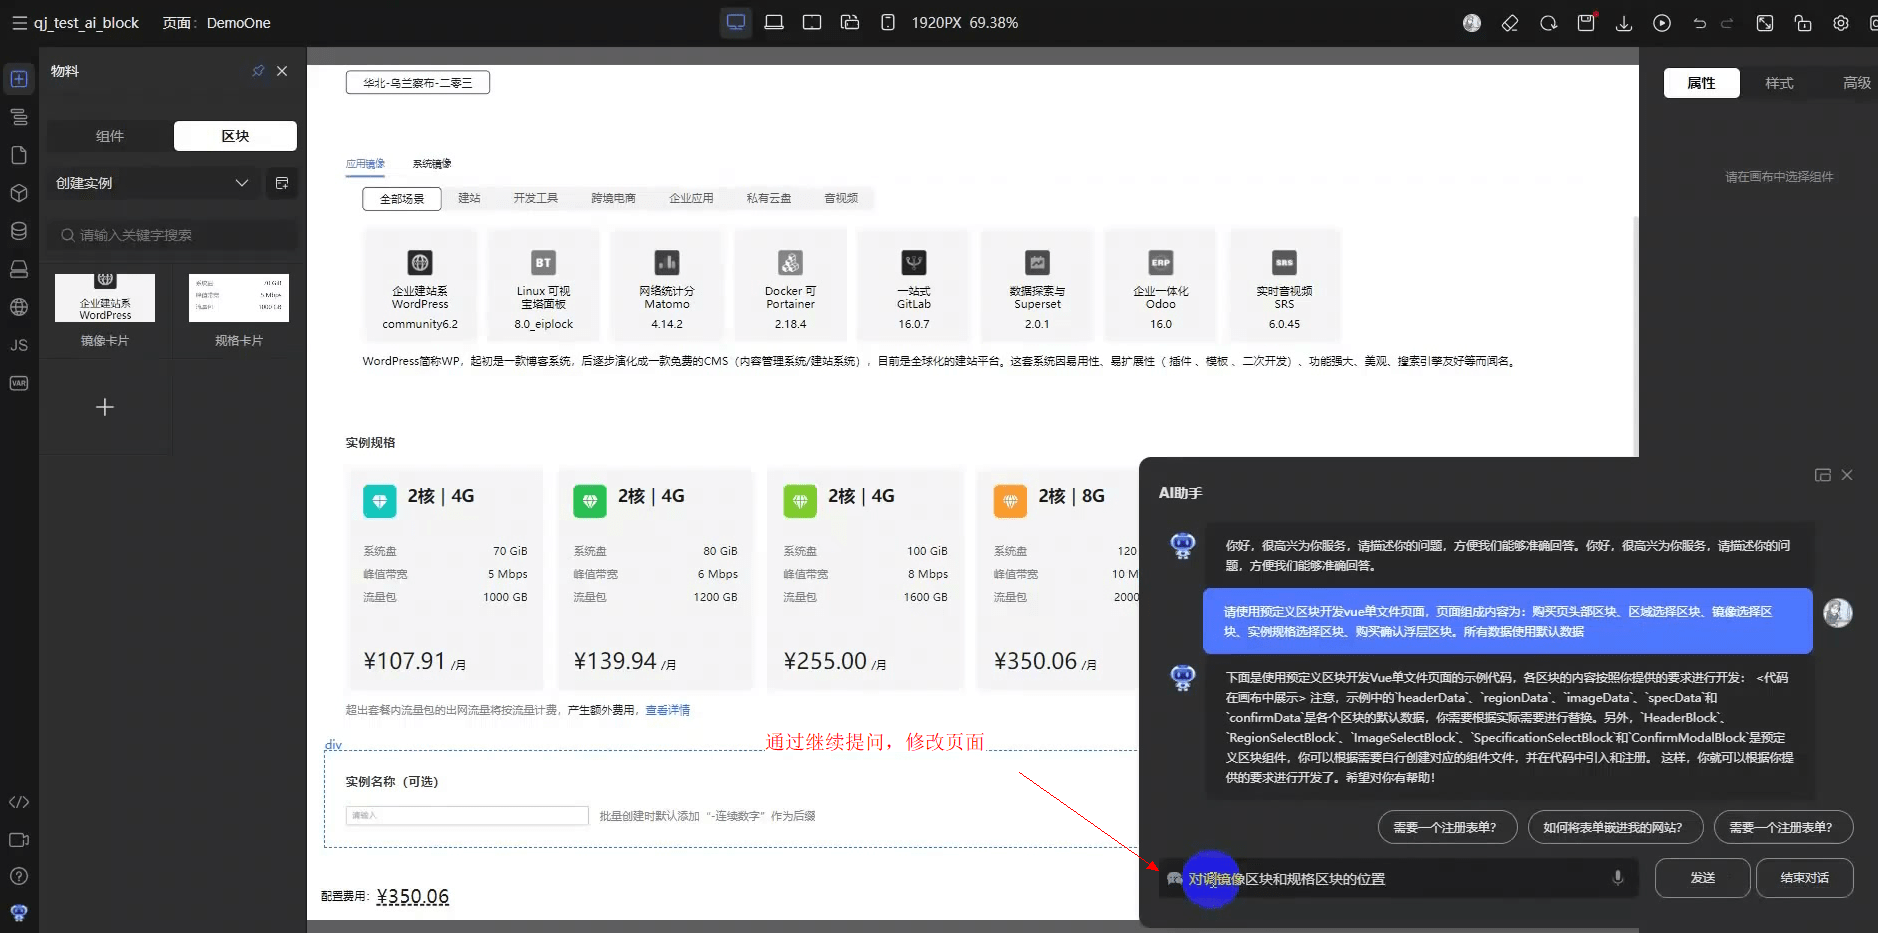 qj_test_ai_block 页面： DemoOne 1920PX 69.38%
物料
组件 区块
创建实例
请输入关键字搜索
企业建站系
WordPress
系统盘 70 GiB
峰值带宽 5 Mbps
流量包 1000 GB
镜像卡片 规格卡片
JS
VAR
华北-乌兰察布-二零三
应用镜像 系统镜像
全部场景 建站 开发工具 跨境电商 企业应用 私有云盘 音视频
BT ERP SRS
企业建站系 Linux 可视 网络统计分 Docker 可 一站式 数据探索与 企业一体化 实时音视频
WordPress 宝塔面板 Matomo Portainer GitLab Superset Odoo SRS
community6.2 8.0_eiplock 4.14.2 2.18.4 16.0.7 2.0.1 16.0 6.0.45
WordPress简称WP，起初是一款博客系统，后逐步演化成一款免费的CMS（内容管理系统/建站系统），目前是全球化的建站平台。这套系统因易用性、易扩展性（ 插件 、模板 、二次开发）、功能强大、美观、搜索引擎友好等而闻名。
实例规格
2核 | 4G 2核 | 4G 2核 | 4G 2核 | 8G
系统盘 70 GiB 系统盘 80 GiB 系统盘 100 GiB 系统盘 120
峰值带宽 5 Mbps 峰值带宽 6 Mbps 峰值带宽 8 Mbps 峰值带宽 10 M
流量包 1000 GB 流量包 1200 GB 流量包 1600 GB 流量包 2000
¥107.91 /月 ¥139.94 /月 ¥255.00 /月 ¥350.06 /月
超出套餐内流量包的出网流量将按流量计费，产生额外费用，查看详情
div
通过继续提问，修改页面
实例名称（可选）
请输入 批量创建时默认添加 “-连续数字” 作为后缀
配置费用： ¥350.06
属性 样式 高级
请在画布中选择组件
AI助手
你好，很高兴为你服务，请描述你的问题，方便我们能够准确回答。你好，很高兴为你服务，请描述你的问
题，方便我们能够准确回答。
请使用预定义区块开发vue单文件页面，页面组成内容为：购买页头部区块、区域选择区块、镜像选择区
块、实例规格选择区块、购买确认浮层区块。所有数据使用默认数据
下面是使用预定义区块开发Vue单文件页面的示例代码，各区块的内容按照你提供的要求进行开发： <代码
在画布中展示> 注意，示例中的`headerData`、`regionData`、`imageData`、`specData`和
`confirmData`是各个区块的默认数据，你需要根据实际需要进行替换。另外，`HeaderBlock`、
`RegionSelectBlock`、`ImageSelectBlock`、`SpecificationSelectBlock`和`ConfirmModalBlock`是预定
义区块组件，你可以根据需要自行创建对应的组件文件，并在代码中引入和注册。 这样，你就可以根据你提
供的要求进行开发了。希望对你有帮助！
需要一个注册表单？ 如何将表单嵌进我的网站？ 需要一个注册表单？
对调镜像区块和规格区块的位置 发送 结束对话